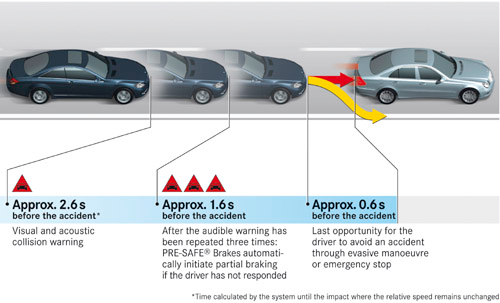 Approx. 2.6 s
before the accident*
Visual and acoustic
collision warning
Approx. 1.6 s
before the accident
After the audible warning has
been repeated three times:
PRE-SAFE® Brakes automati-
cally initiate partial braking
if the driver has not responded
Approx. 0.6 s
before the accident
Last opportunity for the
driver to avoid an accident
through evasive manoeuvre
or emergency stop
*Time calculated by the system until the impact where the relative speed remains unchanged